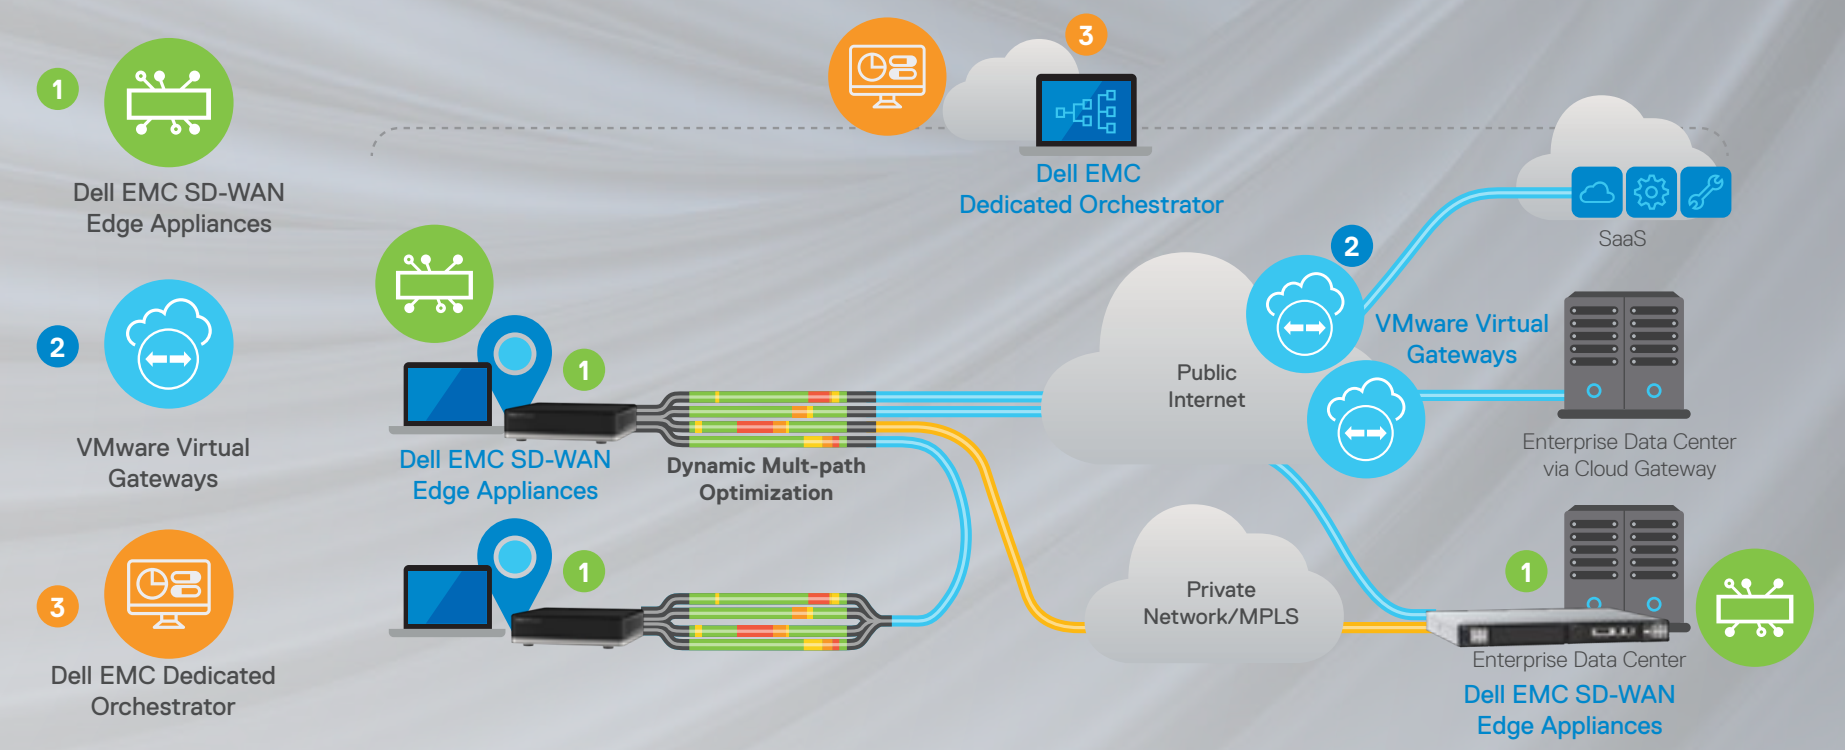 1
Dell EMC SD-WAN
Edge Appliances
2
VMware Virtual
Gateways
3
Dell EMC Dedicated
Orchestrator
3
Dell EMC
Dedicated Orchestrator
1
Dell EMC SD-WAN
Edge Appliances
Dynamic Mult-path
Optimization
1
Public
Internet
Private
Network/MPLS
2
VMware Virtual
Gateways
SaaS
Enterprise Data Center
via Cloud Gateway
1
Enterprise Data Center
Dell EMC SD-WAN
Edge Appliances